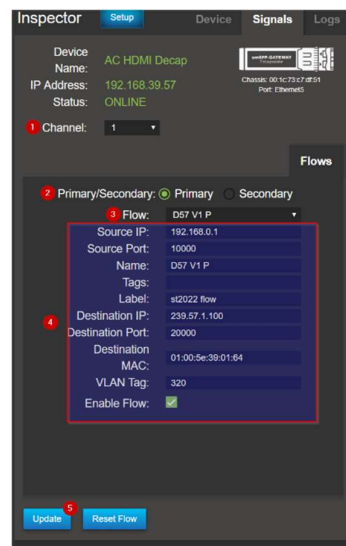 Inspector Setup Device Signals Logs
Device Name: AC HDMI Decap
IP Address: 192.168.39.57
Status: ONLINE
Chassis: 00:1c:73:c7:df:51
Port: Ethernet5
1 Channel: 1
Flows
2 Primary/Secondary: Primary Secondary
3 Flow: D57 V1 P
Source IP: 192.168.0.1
Source Port: 10000
Name: D57 V1 P
Tags:
Label: st2022 flow
4 Destination IP: 239.57.1.100
Destination Port: 20000
Destination MAC: 01:00:5e:39:01:64
VLAN Tag: 320
Enable Flow:
5
Update Reset Flow